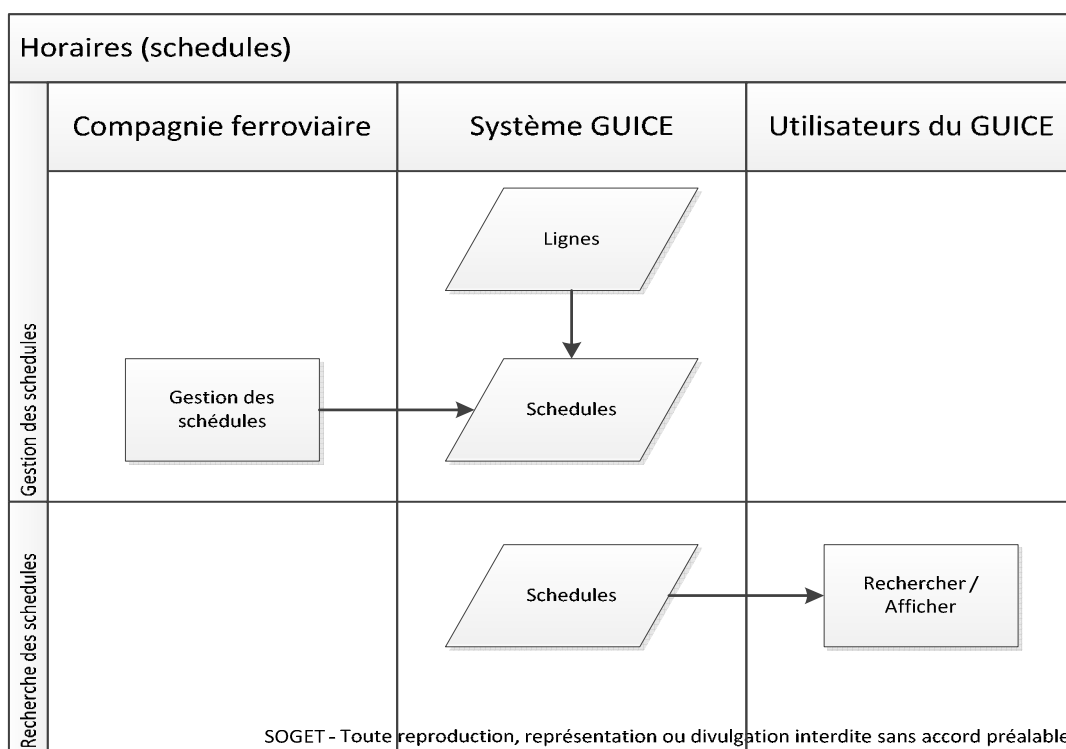 Horaires (schedules)
Compagnie ferroviaire
Système GUICE
Utilisateurs du GUICE
Gestion des schedules
Lignes
Gestion des
schédules
Schedules
Recherche des schedules
Schedules
Rechercher /
Afficher
SOGET - Toute reproduction, représentation ou divulgation interdite sans accord préalable